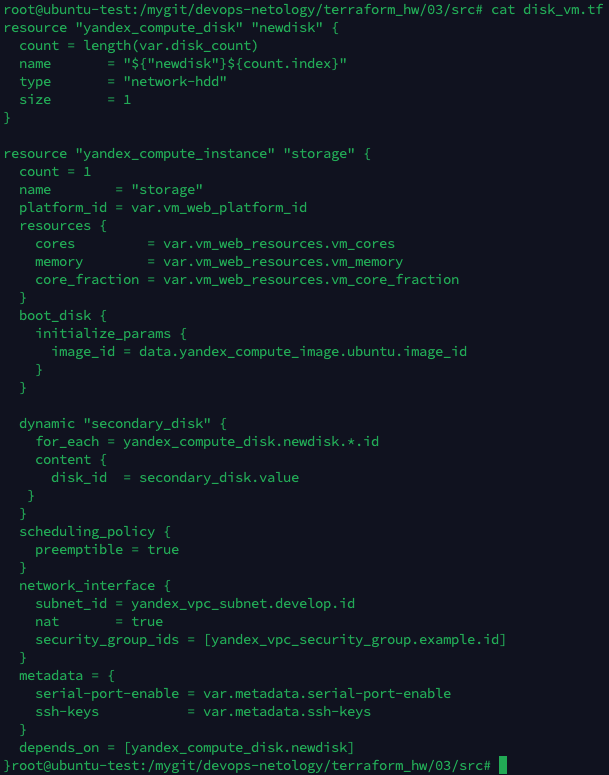 root@ubuntu-test:/mygit/devops-netology/terraform_hw/03/src# cat disk_vm.tf
resource "yandex_compute_disk" "newdisk" {
  count = length(var.disk_count)
  name       = "${"newdisk"}${count.index}"
  type       = "network-hdd"
  size       = 1
}

resource "yandex_compute_instance" "storage" {
  count = 1
  name        = "storage"
  platform_id = var.vm_web_platform_id
  resources {
    cores         = var.vm_web_resources.vm_cores
    memory        = var.vm_web_resources.vm_memory
    core_fraction = var.vm_web_resources.vm_core_fraction
  }
  boot_disk {
    initialize_params {
      image_id = data.yandex_compute_image.ubuntu.image_id
    }
  }

  dynamic "secondary_disk" {
    for_each = yandex_compute_disk.newdisk.*.id
    content {
      disk_id  = secondary_disk.value
   }
  }
  scheduling_policy {
    preemptible = true
  }
  network_interface {
    subnet_id = yandex_vpc_subnet.develop.id
    nat       = true
    security_group_ids = [yandex_vpc_security_group.example.id]
  }
  metadata = {
    serial-port-enable = var.metadata.serial-port-enable
    ssh-keys           = var.metadata.ssh-keys
  }
  depends_on = [yandex_compute_disk.newdisk]
}root@ubuntu-test:/mygit/devops-netology/terraform_hw/03/src#